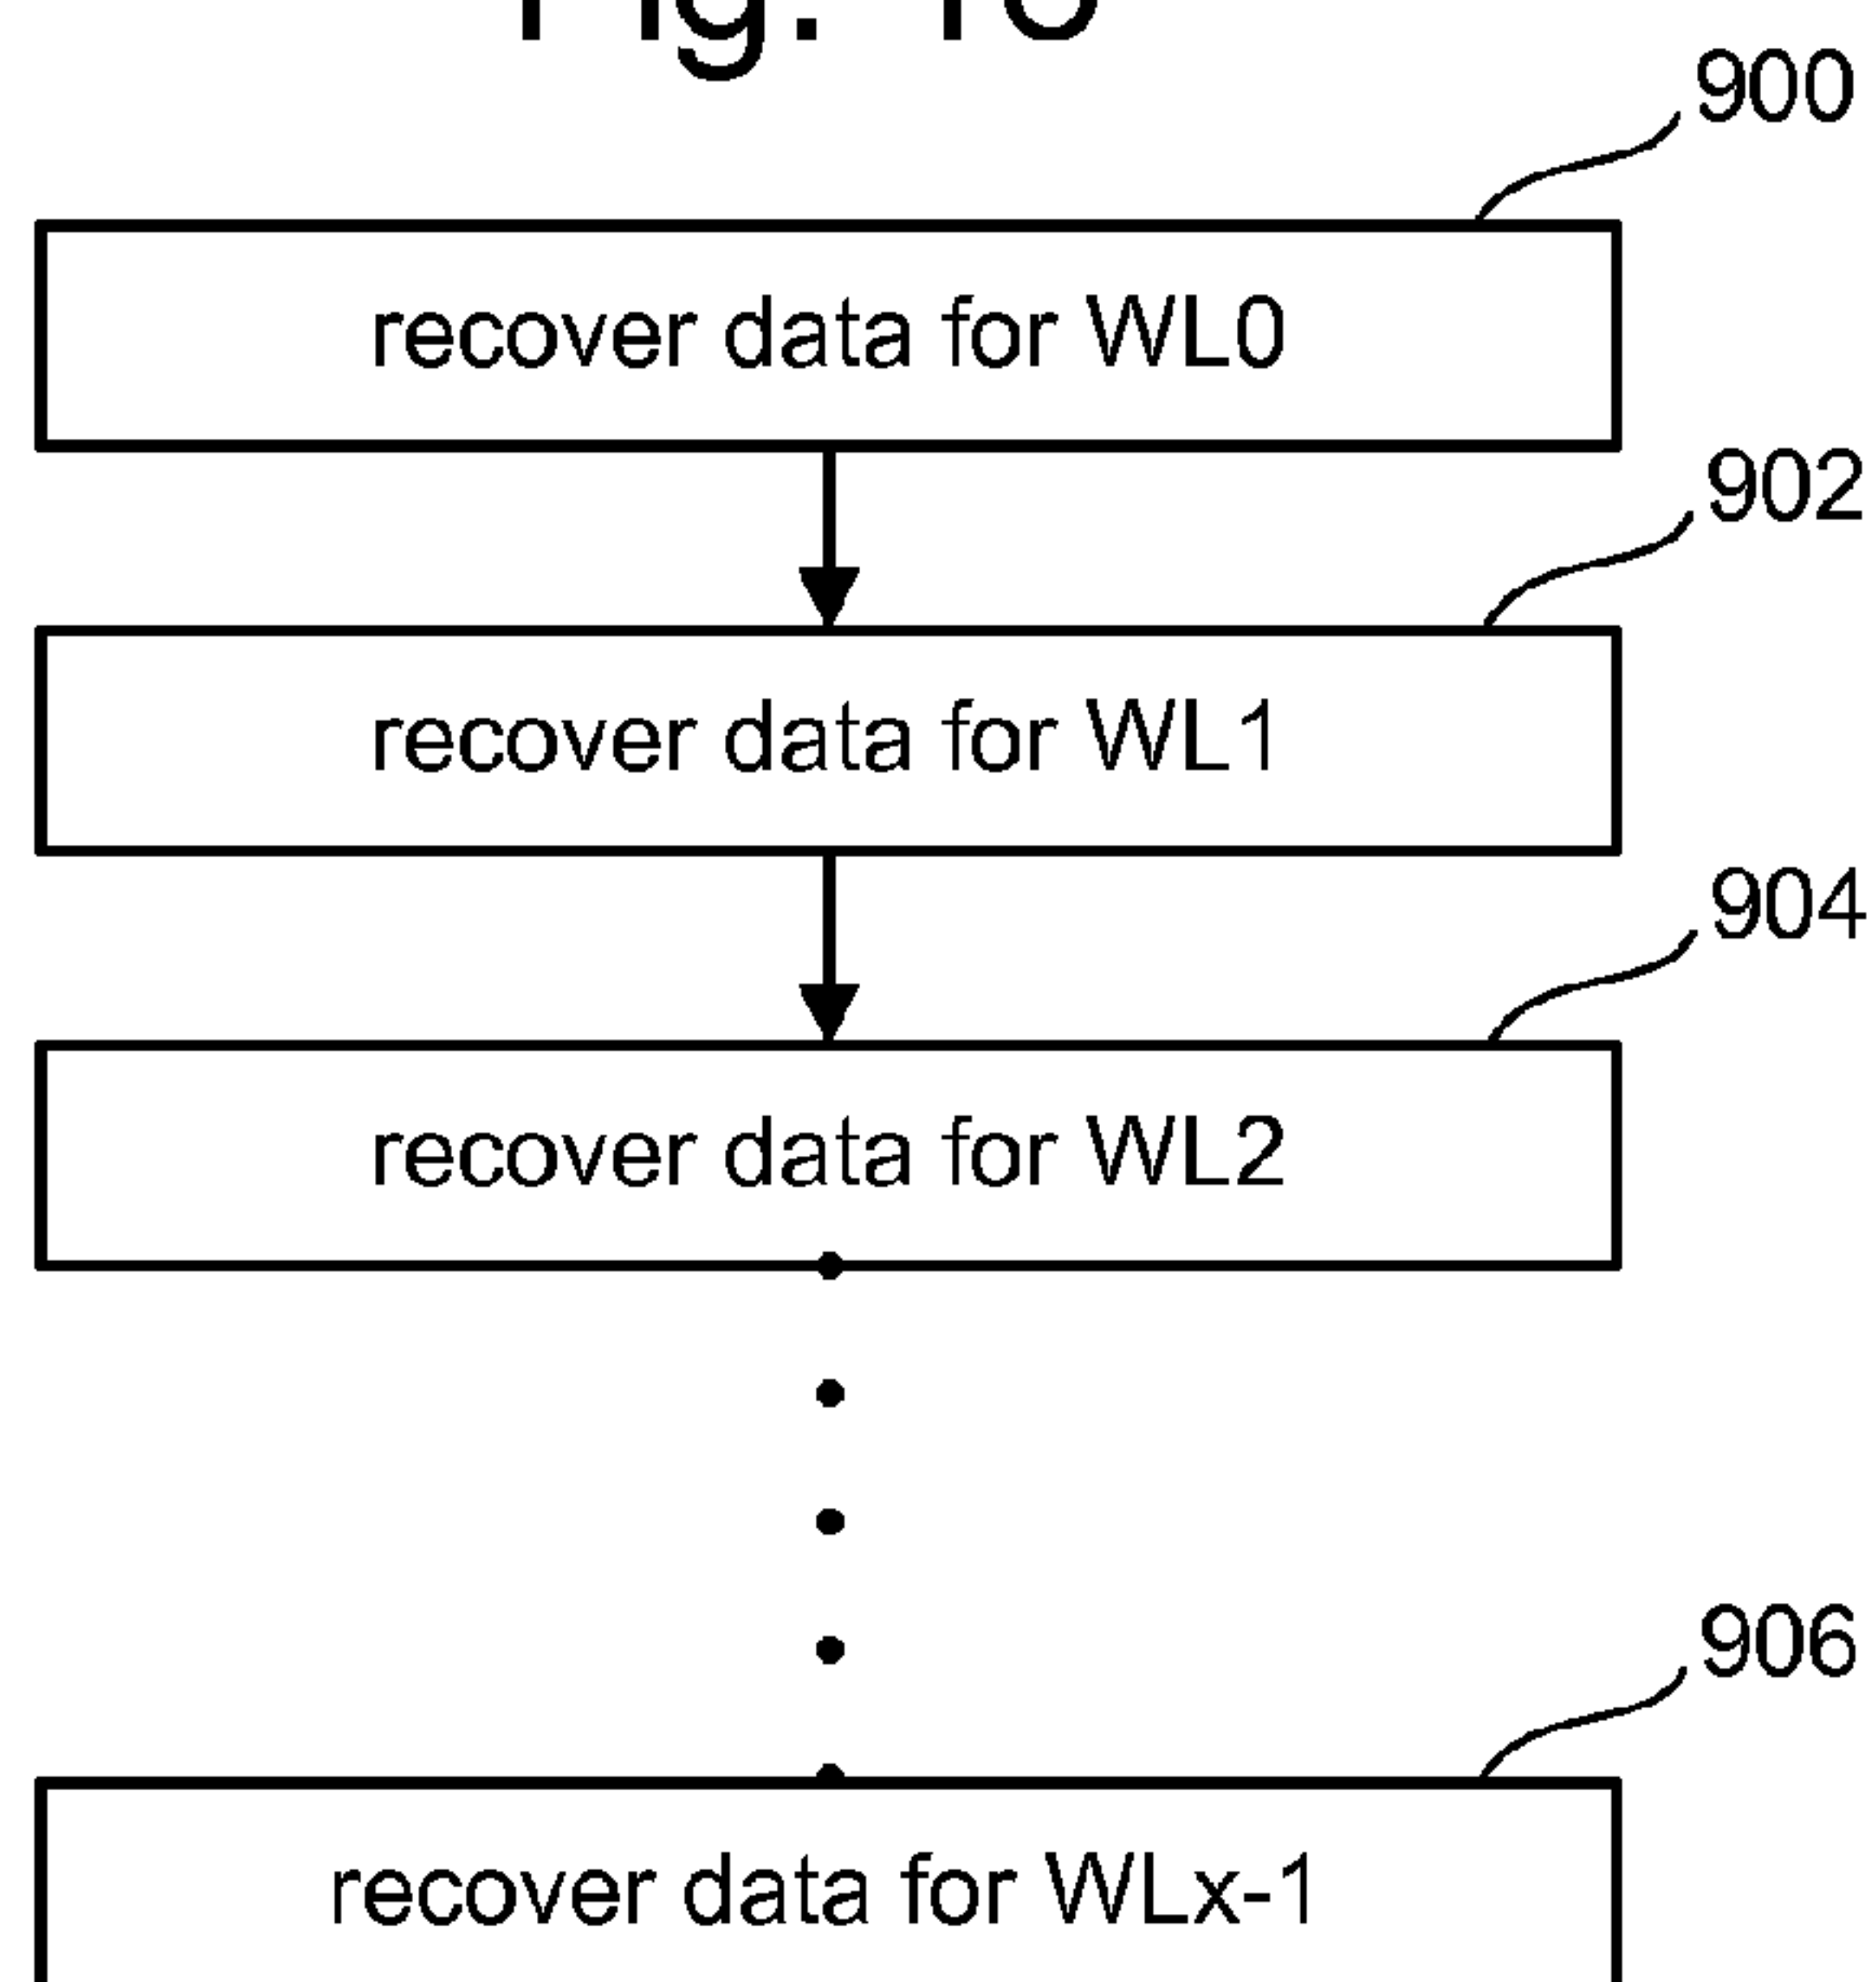 900
recover data for WL0
902
recover data for WL1
904
recover data for WL2
906
recover data for WLx-1